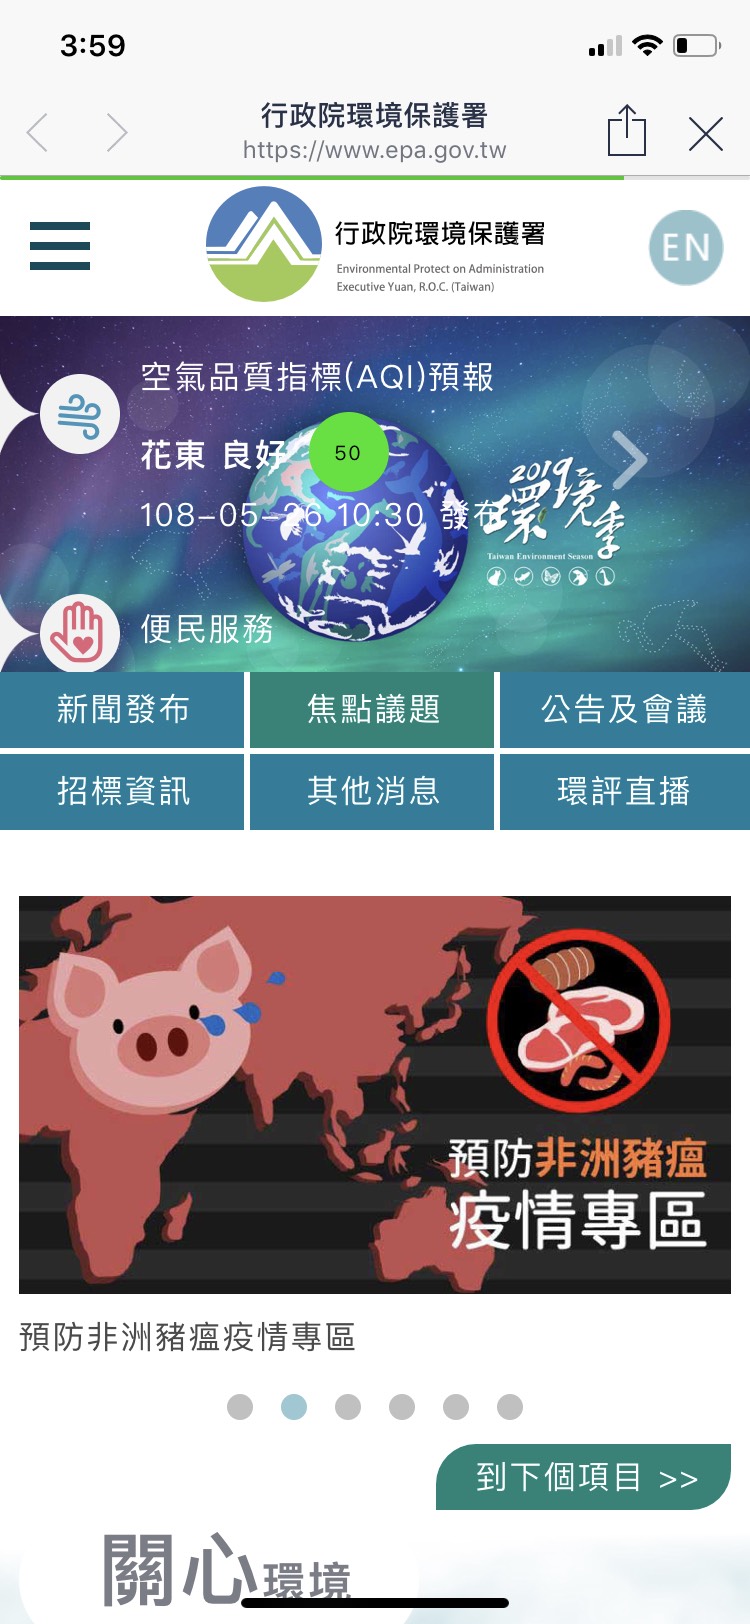 3:59
行政院環境保護署
https://www.epa.gov.tw
行政院環境保護署
Environmental Protect on Administration
Executive Yuan, R.O.C. (Taiwan)
EN
空氣品質指標(AQI)預報
花東 良好
50
108-05-26 10:30 發布
2019
環境季
Taiwan Environment Season
便民服務
新聞發布
焦點議題
公告及會議
招標資訊
其他消息
環評直播
預防非洲豬瘟
疫情專區
預防非洲豬瘟疫情專區
到下個項目 >>
關心環境